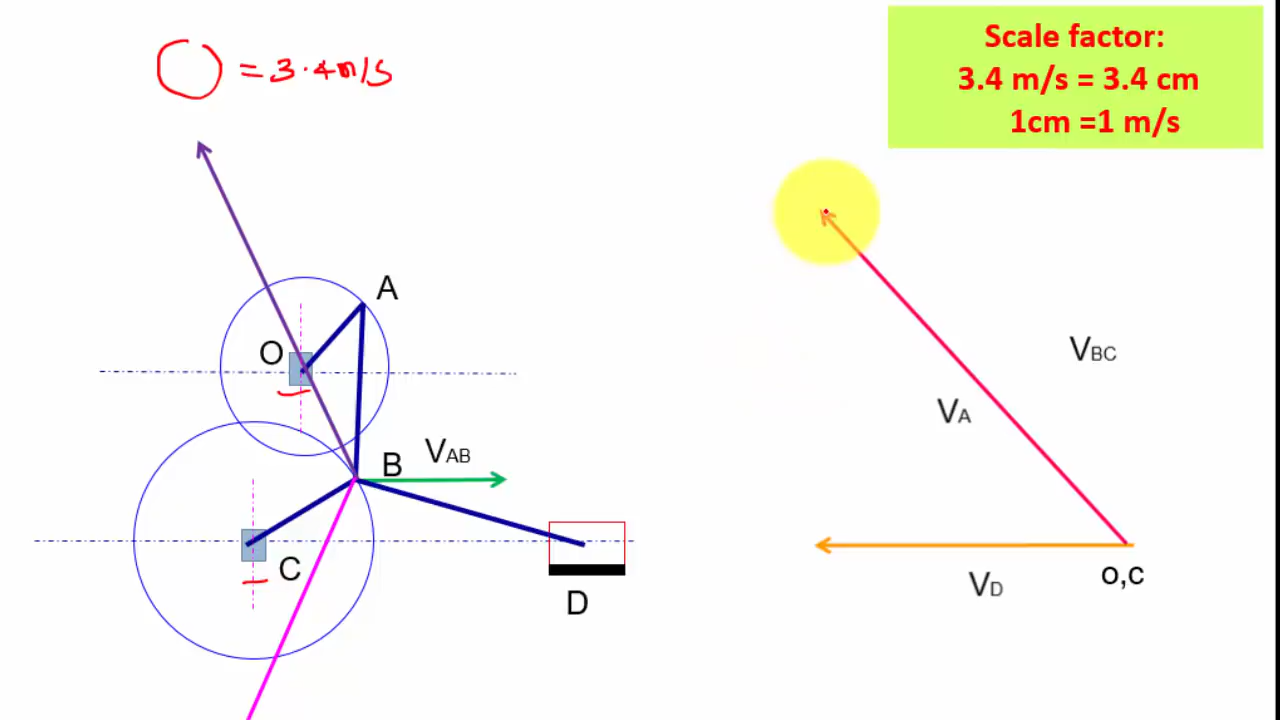 = 3.4m/s
Scale factor:
3.4 m/s = 3.4 cm
1cm =1 m/s
A
O
B
VAB
C
D
VBC
VA
VD
o,c